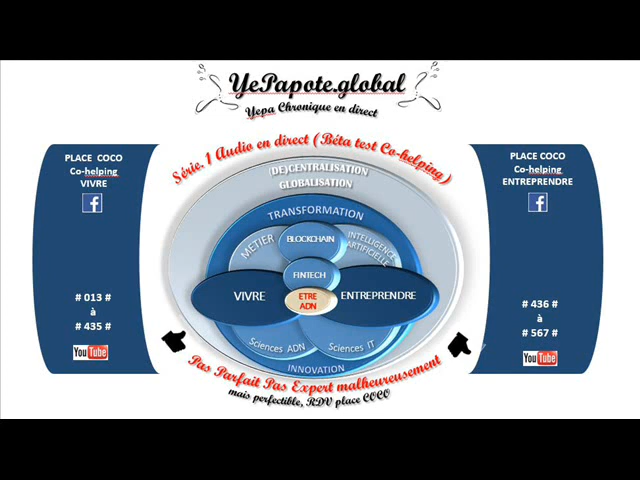 YePapote.global
Yepa Chronique en direct
Série. 1 Audio en direct (Béta test Co-helping)
PLACE COCO
Co-helping
VIVRE
# 013 #
à
# 435 #
YouTube
(DE)CENTRALISATION
GLOBALISATION
TRANSFORMATION
METIER
BLOCKCHAIN
INTELLIGENCE
ARTIFICIELLE
FINTECH
VIVRE
ETRE
ADN
ENTREPRENDRE
Sciences ADN
Sciences IT
INNOVATION
PLACE COCO
Co-helping
ENTREPRENDRE
# 436 #
à
# 567 #
YouTube
Pas Parfait Pas Expert malheureusement
mais perfectible, RDV place COCO